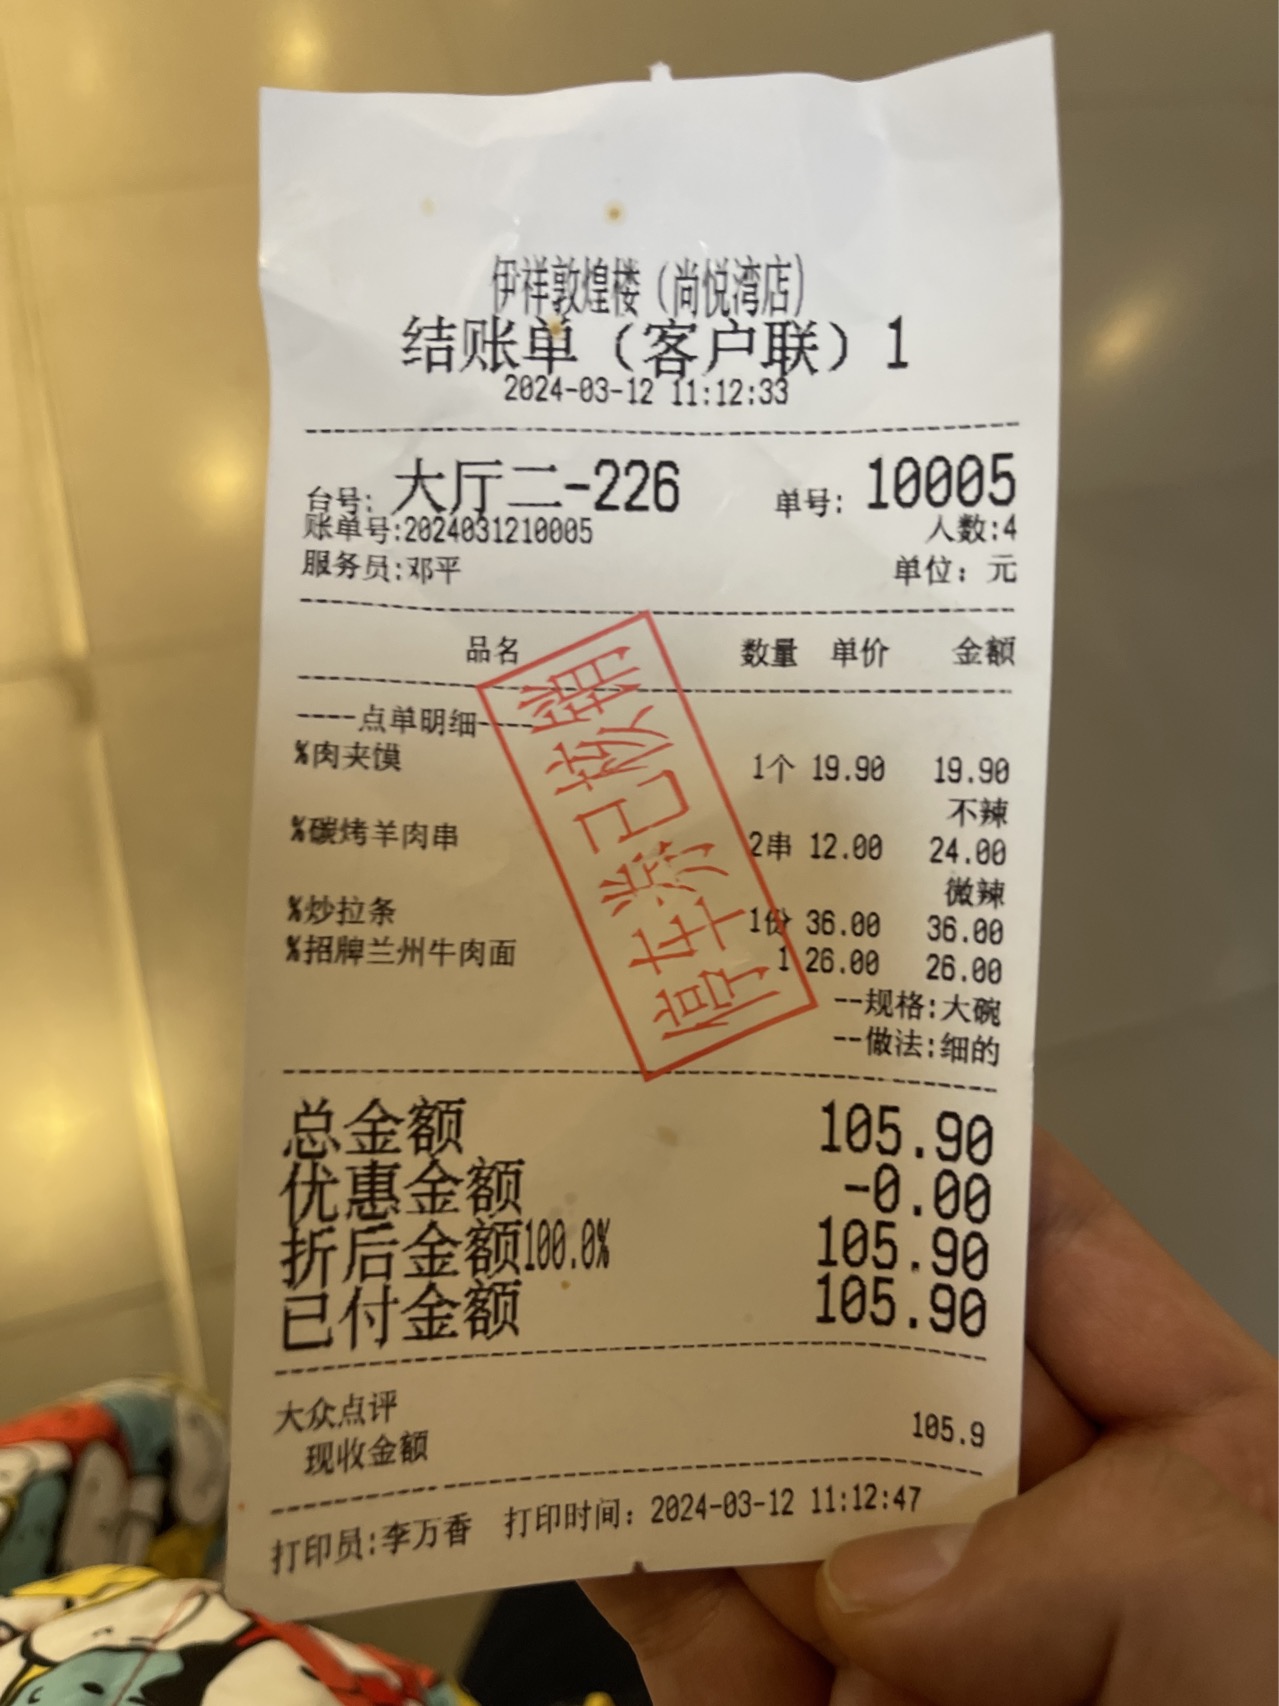 伊祥敦煌楼（尚悦湾店）
结账单（客户联）1
2024-03-12 11:12:33
台号: 大厅二-226 单号: 10005
账单号:2024031210005 人数:4
服务员:邓平 单位：元
品名 数量 单价 金额
----点单明细----
%肉夹馍 1个 19.90 19.90
不辣
%碳烤羊肉串 2串 12.00 24.00
微辣
%炒拉条 1份 36.00 36.00
%招牌兰州牛肉面 1 26.00 26.00
--规格:大碗
--做法:细的
停车票已核销
总金额 105.90
优惠金额 -0.00
折后金额100.0% 105.90
已付金额 105.90
大众点评
现收金额 105.9
打印员:李万香 打印时间：2024-03-12 11:12:47